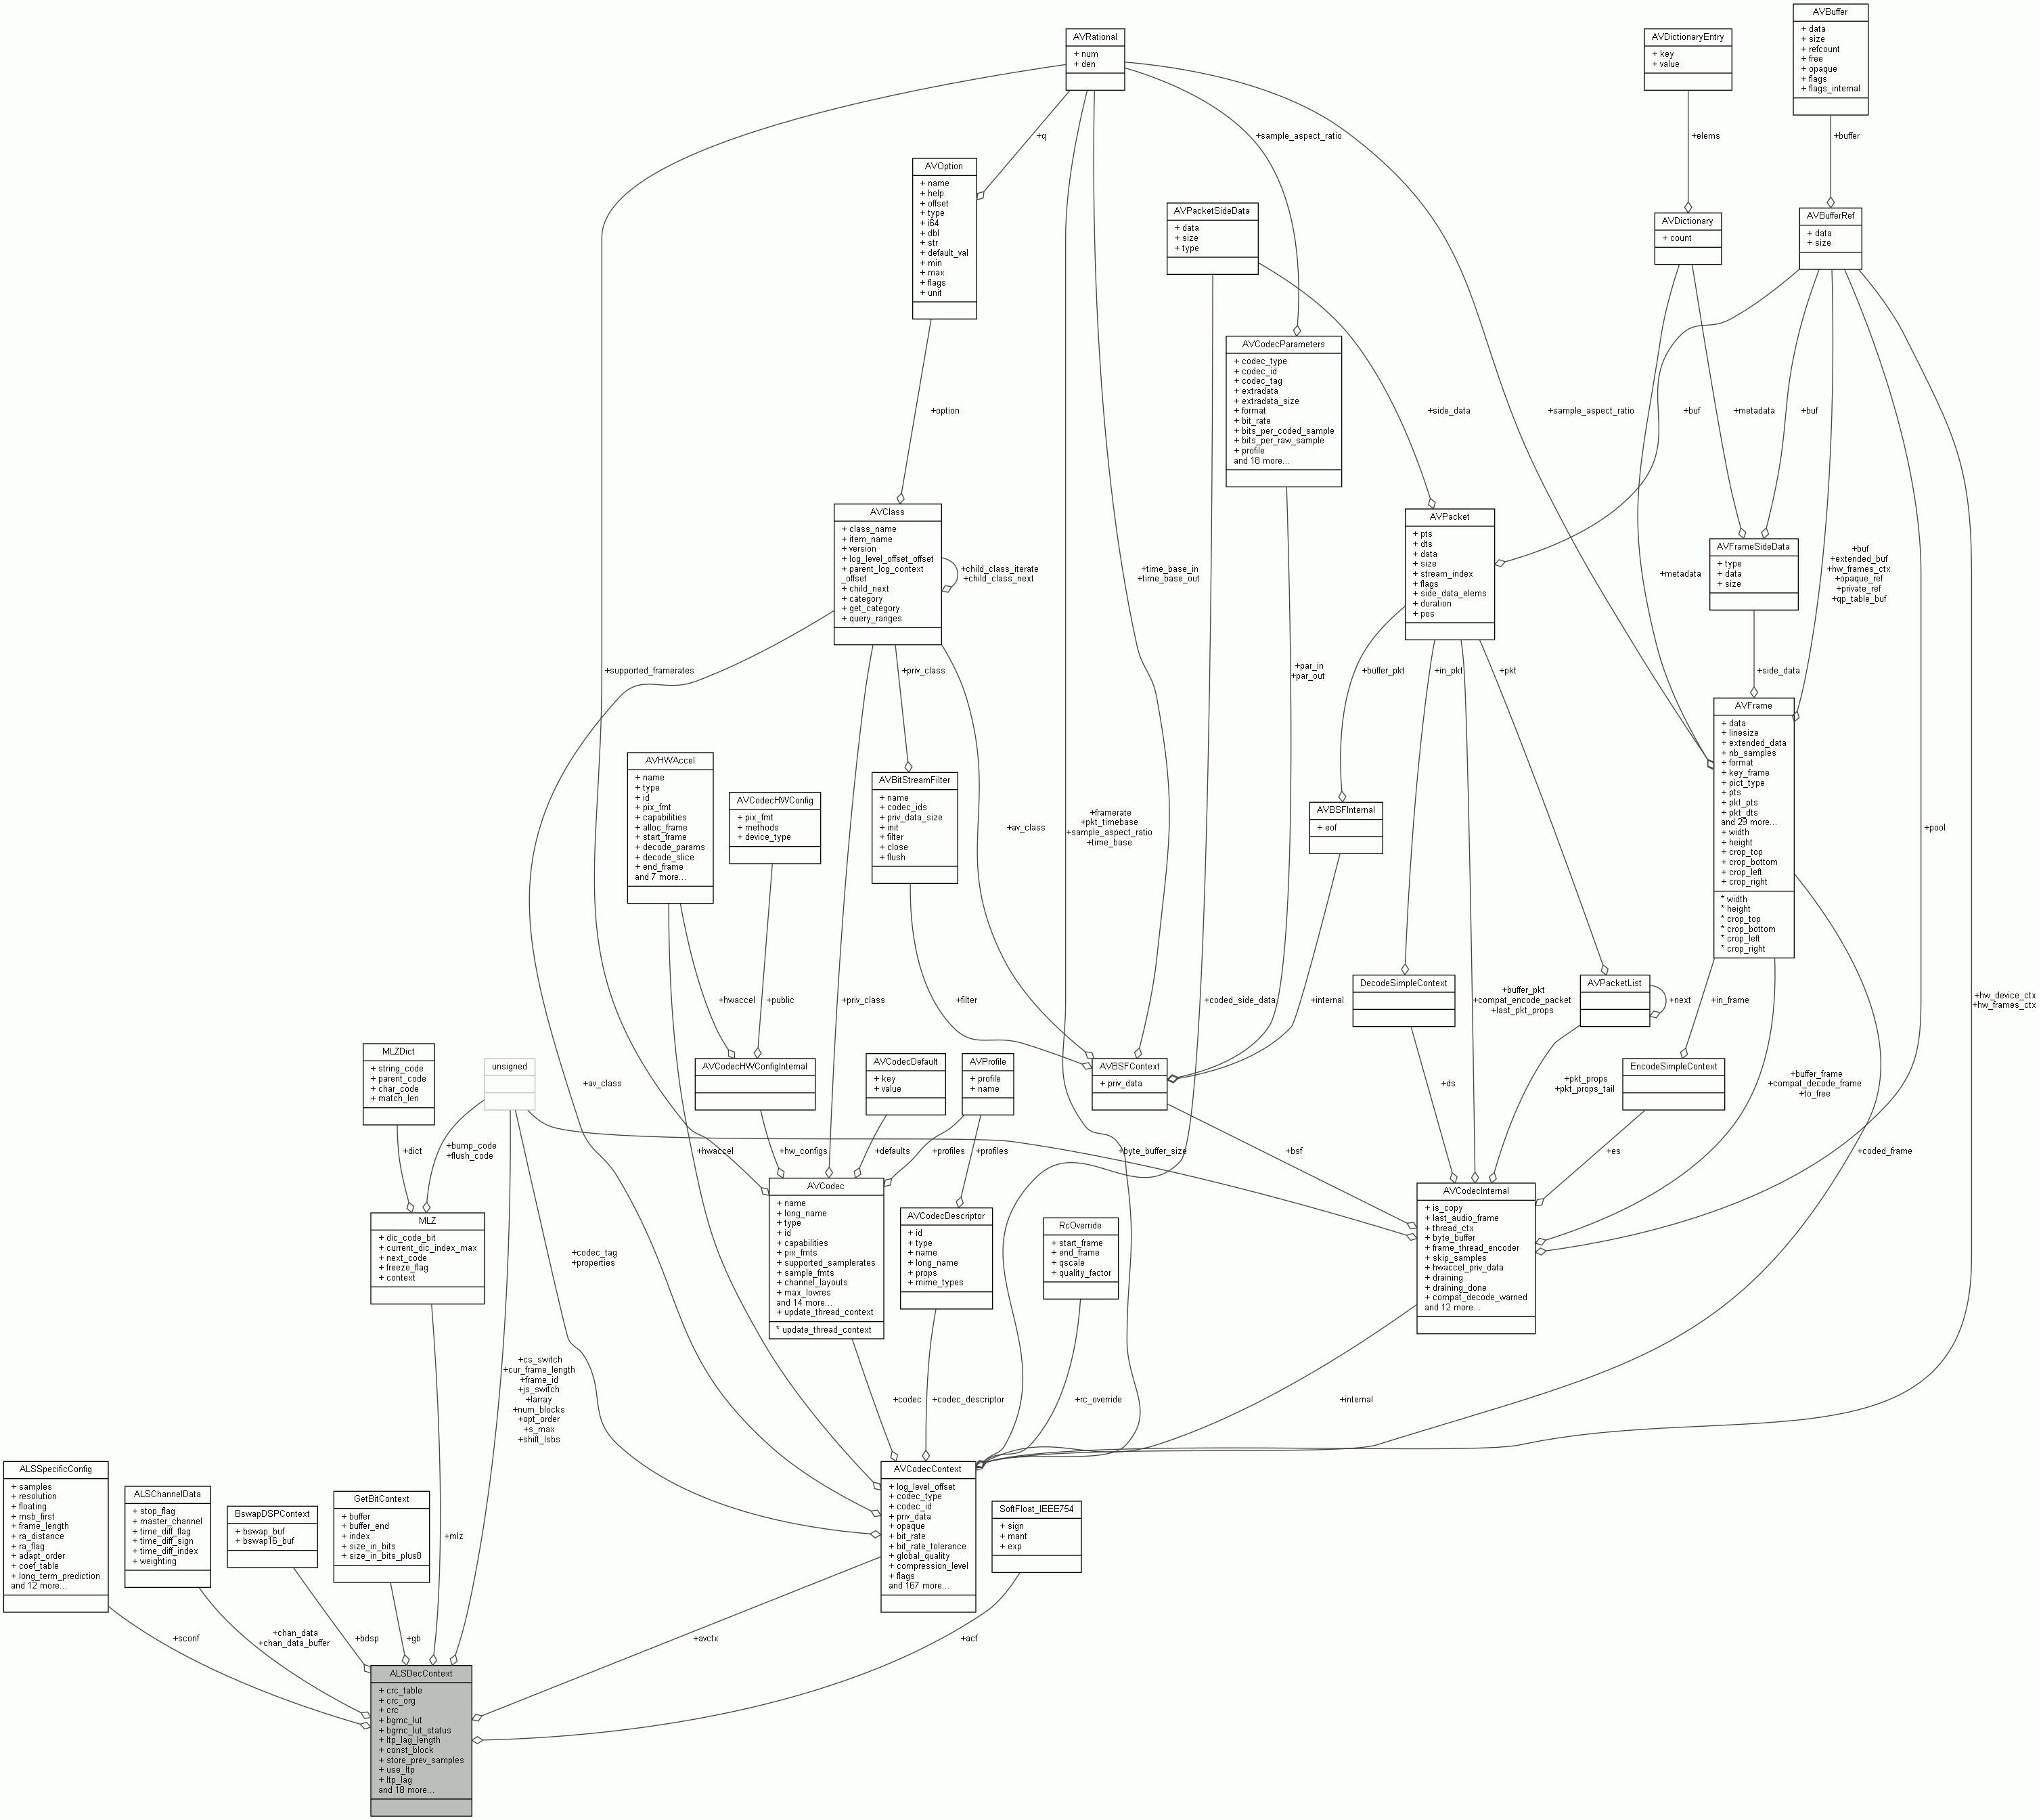 AVBuffer
+ data
+ size
+ refcount
+ free
+ opaque
+ flags
+ flags_internal
AVRational
+ num
+ den
AVDictionaryEntry
+ key
+ value
+q
+sample_aspect_ratio
+elems
+buffer
AVOption
+ name
+ help
+ offset
+ type
+ i64
+ dbl
+ str
+ default_val
+ min
+ max
+ flags
+ unit
AVPacketSideData
+ data
+ size
+ type
AVDictionary
+ count
AVBufferRef
+ data
+ size
AVCodecParameters
+ codec_type
+ codec_id
+ codec_tag
+ extradata
+ extradata_size
+ format
+ bit_rate
+ bits_per_coded_sample
+ bits_per_raw_sample
+ profile
and 18 more...
+option
+side_data
+sample_aspect_ratio
+buf
+metadata
+buf
AVClass
+ class_name
+ item_name
+ version
+ log_level_offset_offset
+ parent_log_context
_offset
+ child_next
+ category
+ get_category
+ query_ranges
+child_class_iterate
+child_class_next
+time_base_in
+time_base_out
AVPacket
+ pts
+ dts
+ data
+ size
+ stream_index
+ flags
+ side_data_elems
+ duration
+ pos
+metadata
AVFrameSideData
+ type
+ data
+ size
+buf
+extended_buf
+hw_frames_ctx
+opaque_ref
+private_ref
+qp_table_buf
+supported_framerates
+priv_class
+par_in
+par_out
+buffer_pkt
+in_pkt
+pkt
+side_data
AVFrame
+ data
+ linesize
+ extended_data
+ nb_samples
+ format
+ key_frame
+ pict_type
+ pts
+ pkt_pts
+ pkt_dts
and 29 more...
+ width
+ height
+ crop_top
+ crop_bottom
+ crop_left
+ crop_right
* width
* height
* crop_top
* crop_bottom
* crop_left
* crop_right
AVHWAccel
+ name
+ type
+ id
+ pix_fmt
+ capabilities
+ alloc_frame
+ start_frame
+ decode_params
+ decode_slice
+ end_frame
and 7 more...
AVCodecHWConfig
+ pix_fmt
+ methods
+ device_type
AVBitStreamFilter
+ name
+ codec_ids
+ priv_data_size
+ init
+ filter
+ close
+ flush
+av_class
+framerate
+pkt_timebase
+sample_aspect_ratio
+time_base
AVBSFInternal
+ eof
+pool
+hwaccel
+public
+priv_class
+filter
+coded_side_data
+internal
DecodeSimpleContext
+buffer_pkt
+compat_encode_packet
+last_pkt_props
AVPacketList
+next
+in_frame
+hw_device_ctx
+hw_frames_ctx
MLZDict
+ string_code
+ parent_code
+ char_code
+ match_len
unsigned
+av_class
AVCodecHWConfigInternal
AVCodecDefault
+ key
+ value
AVProfile
+ profile
+ name
AVBSFContext
+ priv_data
+ds
+pkt_props
+pkt_props_tail
EncodeSimpleContext
+buffer_frame
+compat_decode_frame
+to_free
+dict
+bump_code
+flush_code
+hwaccel
+hw_configs
+defaults
+profiles
+profiles
+byte_buffer_size
+bsf
+es
+coded_frame
MLZ
+ dic_code_bit
+ current_dic_index_max
+ next_code
+ freeze_flag
+ context
+codec_tag
+properties
AVCodec
+ name
+ long_name
+ type
+ id
+ capabilities
+ pix_fmts
+ supported_samplerates
+ sample_fmts
+ channel_layouts
+ max_lowres
and 14 more...
+ update_thread_context
* update_thread_context
AVCodecDescriptor
+ id
+ type
+ name
+ long_name
+ props
+ mime_types
RcOverride
+ start_frame
+ end_frame
+ qscale
+ quality_factor
AVCodecInternal
+ is_copy
+ last_audio_frame
+ thread_ctx
+ byte_buffer
+ frame_thread_encoder
+ skip_samples
+ hwaccel_priv_data
+ draining
+ draining_done
+ compat_decode_warned
and 12 more...
+cs_switch
+cur_frame_length
+frame_id
+js_switch
+larray
+num_blocks
+opt_order
+s_max
+shift_lsbs
+codec
+codec_descriptor
+rc_override
+internal
ALSSpecificConfig
+ samples
+ resolution
+ floating
+ msb_first
+ frame_length
+ ra_distance
+ ra_flag
+ adapt_order
+ coef_table
+ long_term_prediction
and 12 more...
ALSChannelData
+ stop_flag
+ master_channel
+ time_diff_flag
+ time_diff_sign
+ time_diff_index
+ weighting
BswapDSPContext
+ bswap_buf
+ bswap16_buf
GetBitContext
+ buffer
+ buffer_end
+ index
+ size_in_bits
+ size_in_bits_plus8
+mlz
AVCodecContext
+ log_level_offset
+ codec_type
+ codec_id
+ priv_data
+ opaque
+ bit_rate
+ bit_rate_tolerance
+ global_quality
+ compression_level
+ flags
and 167 more...
SoftFloat_IEEE754
+ sign
+ mant
+ exp
+sconf
+chan_data
+chan_data_buffer
+bdsp
+gb
+avctx
+acf
ALSDecContext
+ crc_table
+ crc_org
+ crc
+ bgmc_lut
+ bgmc_lut_status
+ ltp_lag_length
+ const_block
+ store_prev_samples
+ use_ltp
+ ltp_lag
and 18 more...